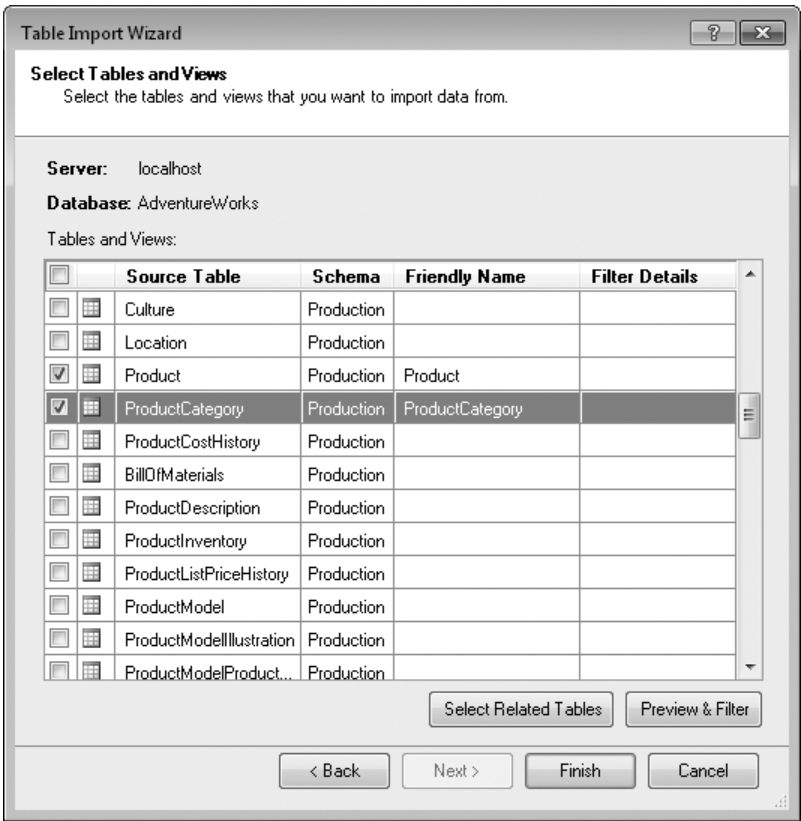 Table Import Wizard
Select Tables and Views
Select the tables and views that you want to import data from.
Server: localhost
Database: AdventureWorks
Tables and Views:
Source Table Schema Friendly Name Filter Details
Culture Production
Location Production
Product Production Product
ProductCategory Production ProductCategory
ProductCostHistory Production
BillOfMaterials Production
ProductDescription Production
ProductInventory Production
ProductListPriceHistory Production
ProductModel Production
ProductModelIllustration Production
ProductModelProduct... Production
Select Related Tables Preview & Filter
< Back Next > Finish Cancel